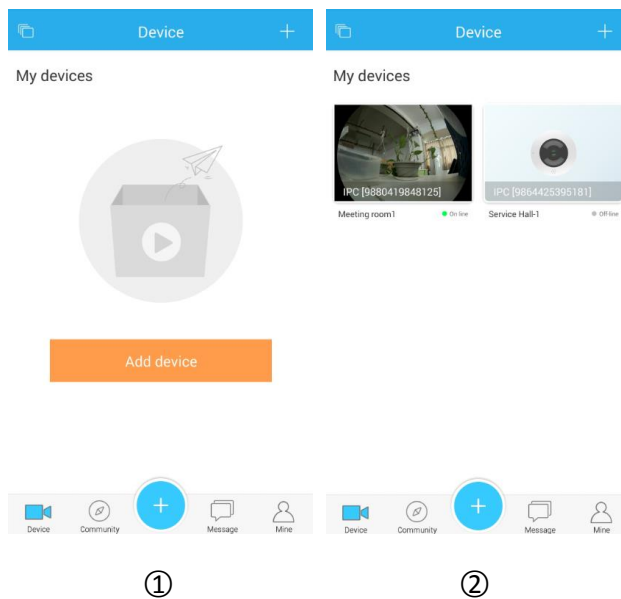 Device
My devices
Add device
Device Community Message Mine
①
Device
My devices
IPC [9880419848125]
IPC [9864425395181]
Meeting room1 On line
Service Hall-1 Off line
Device Community Message Mine
②